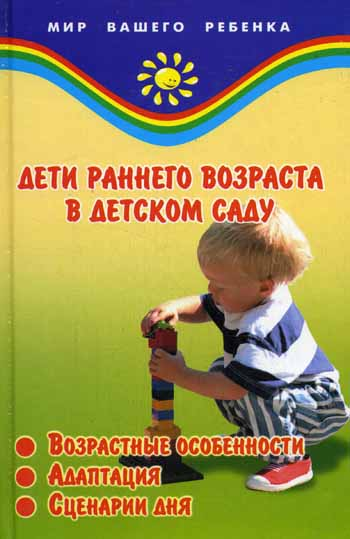 МИР ВАШЕГО РЕБЕНКА
ДЕТИ РАННЕГО ВОЗРАСТА
В ДЕТСКОМ САДУ
ВОЗРАСТНЫЕ ОСОБЕННОСТИ
АДАПТАЦИЯ
СЦЕНАРИИ ДНЯ